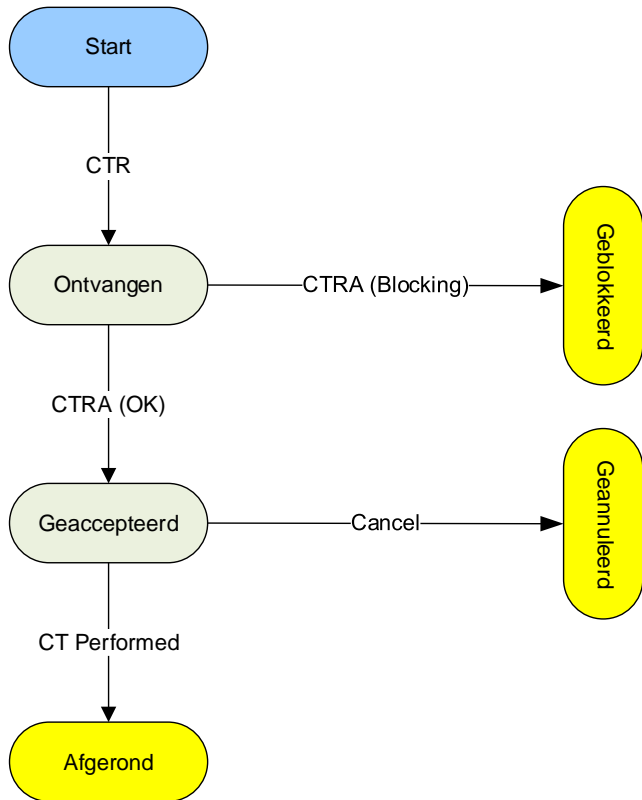 Start
CTR
Ontvangen
CTRA (Blocking)
Geblokkeerd
CTRA (OK)
Geaccepteerd
Cancel
Geannuleerd
CT Performed
Afgerond